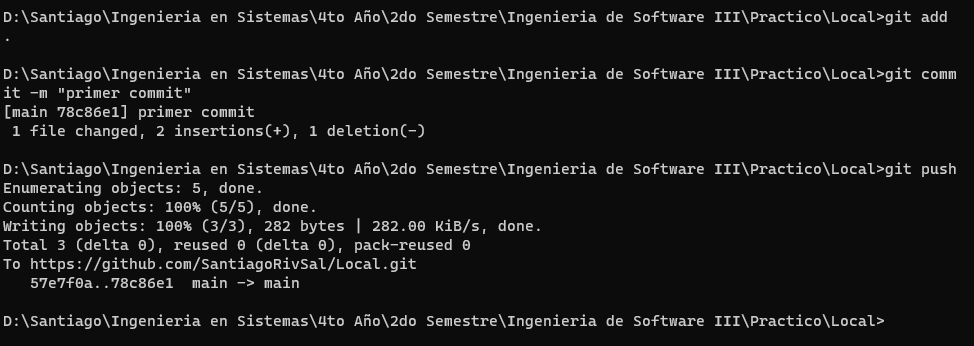 D:\Santiago\Ingenieria en Sistemas\4to Año\2do Semestre\Ingenieria de Software III\Practico\Local>git add
.
D:\Santiago\Ingenieria en Sistemas\4to Año\2do Semestre\Ingenieria de Software III\Practico\Local>git comm
it -m "primer commit"
[main 78c86e1] primer commit
 1 file changed, 2 insertions(+), 1 deletion(-)
D:\Santiago\Ingenieria en Sistemas\4to Año\2do Semestre\Ingenieria de Software III\Practico\Local>git push
Enumerating objects: 5, done.
Counting objects: 100% (5/5), done.
Writing objects: 100% (3/3), 282 bytes | 282.00 KiB/s, done.
Total 3 (delta 0), reused 0 (delta 0), pack-reused 0
To https://github.com/SantiagoRivSal/Local.git
   57e7f0a..78c86e1  main -> main
D:\Santiago\Ingenieria en Sistemas\4to Año\2do Semestre\Ingenieria de Software III\Practico\Local>